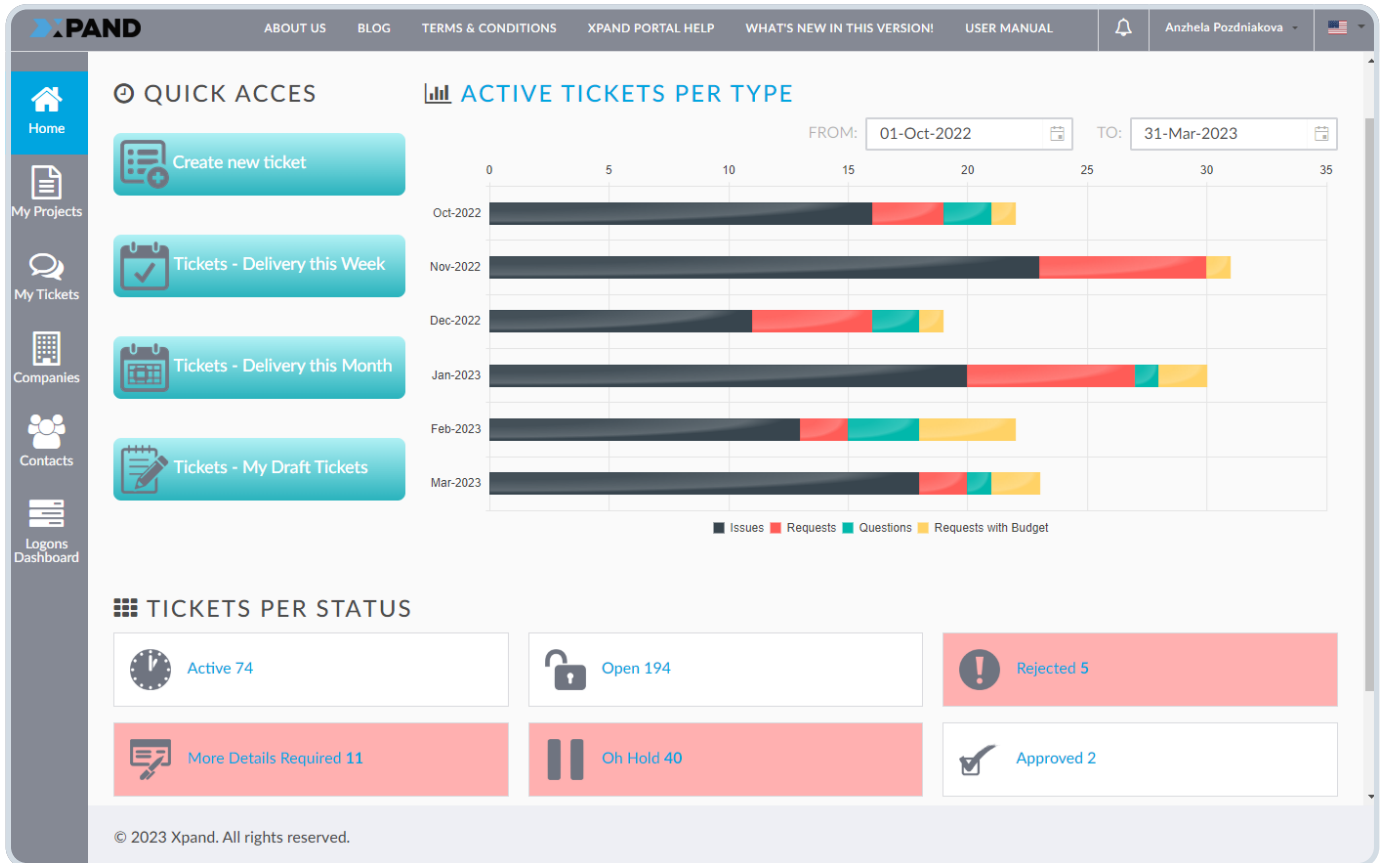 XPAND
ABOUT US BLOG TERMS & CONDITIONS XPAND PORTAL HELP WHAT'S NEW IN THIS VERSION! USER MANUAL Anzhela Pozdniakova
Home
My Projects
My Tickets
Companies
Contacts
Logons
Dashboard
QUICK ACCES
Create new ticket
Tickets - Delivery this Week
Tickets - Delivery this Month
Tickets - My Draft Tickets
ACTIVE TICKETS PER TYPE
FROM: 01-Oct-2022 TO: 31-Mar-2023
0 5 10 15 20 25 30 35
Oct-2022
Nov-2022
Dec-2022
Jan-2023
Feb-2023
Mar-2023
Issues Requests Questions Requests with Budget
TICKETS PER STATUS
Active 74 Open 194 Rejected 5
More Details Required 11 Oh Hold 40 Approved 2
© 2023 Xpand. All rights reserved.